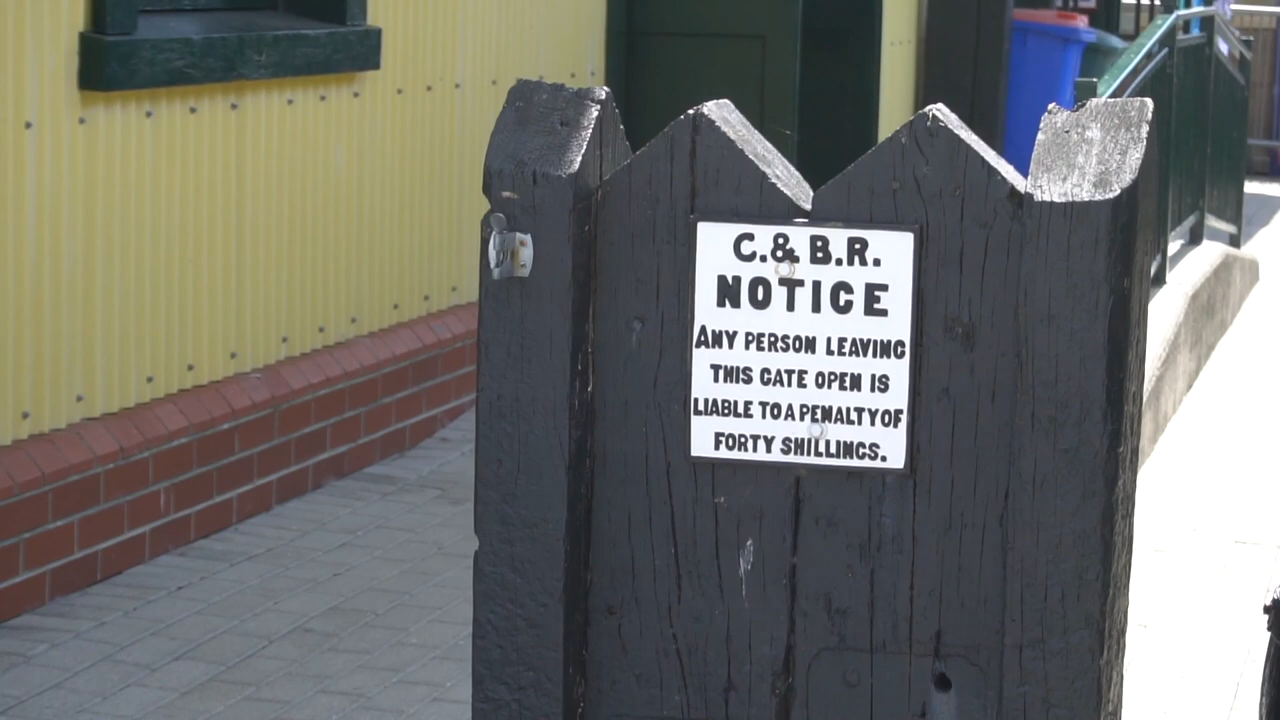 C.& B.R.
NOTICE
ANY PERSON LEAVING
THIS GATE OPEN IS
LIABLE TO A PENALTY OF
FORTY SHILLINGS.